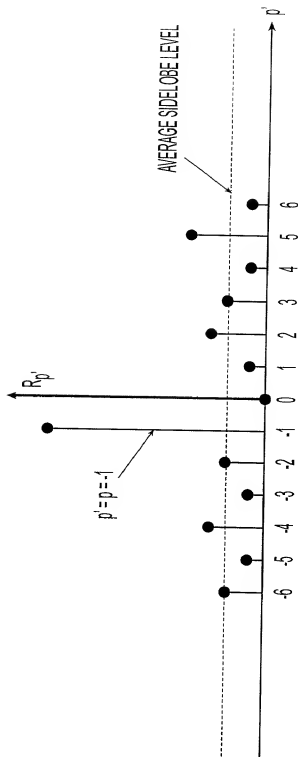 R_p'
AVERAGE SIDELOBE LEVEL
p' = p = -1
-6 -5 -4 -3 -2 -1 0 1 2 3 4 5 6
p'